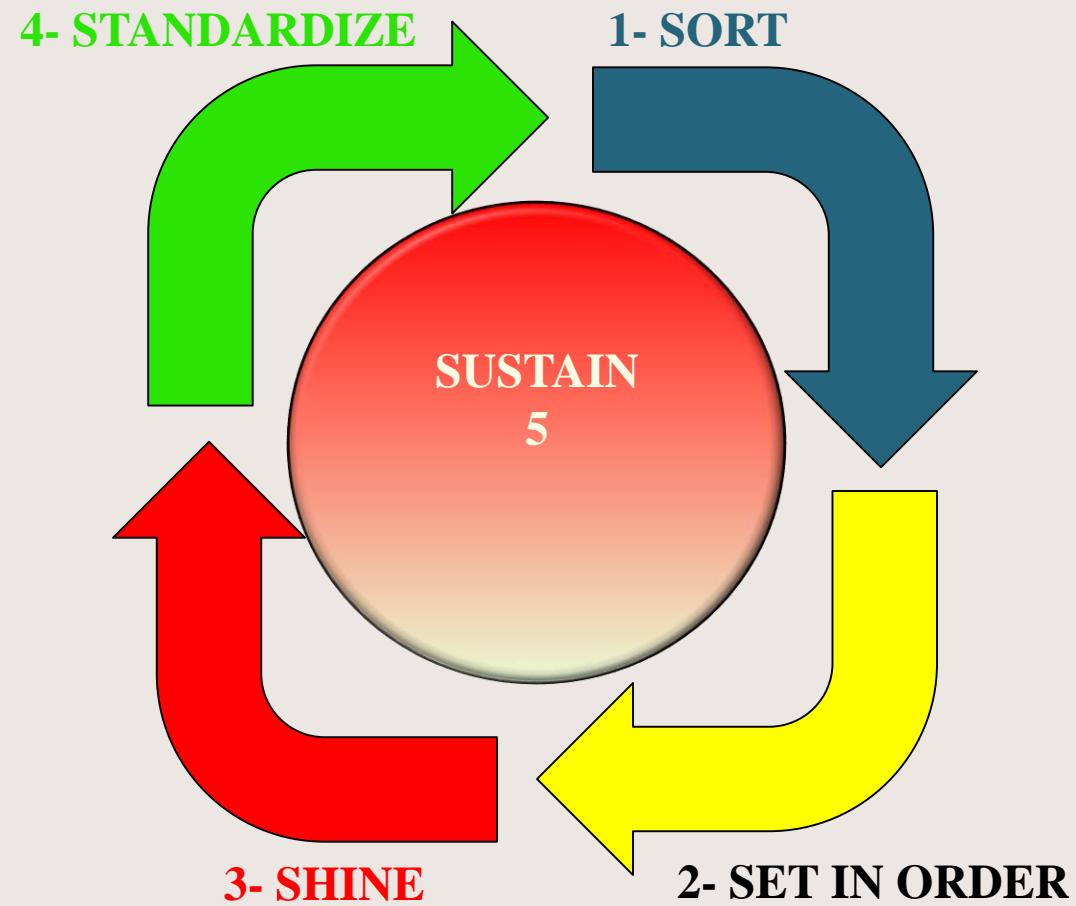 4- STANDARDIZE
1- SORT
SUSTAIN
5
3- SHINE
2- SET IN ORDER